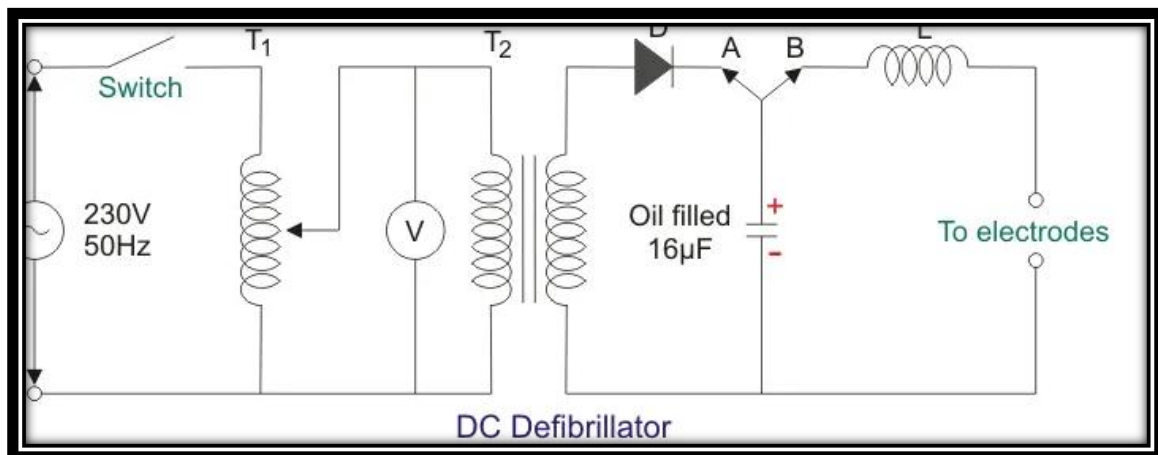 T1
T2
D
A
B
L
Switch
230V
50Hz
V
Oil filled
16μF
+
-
To electrodes
DC Defibrillator